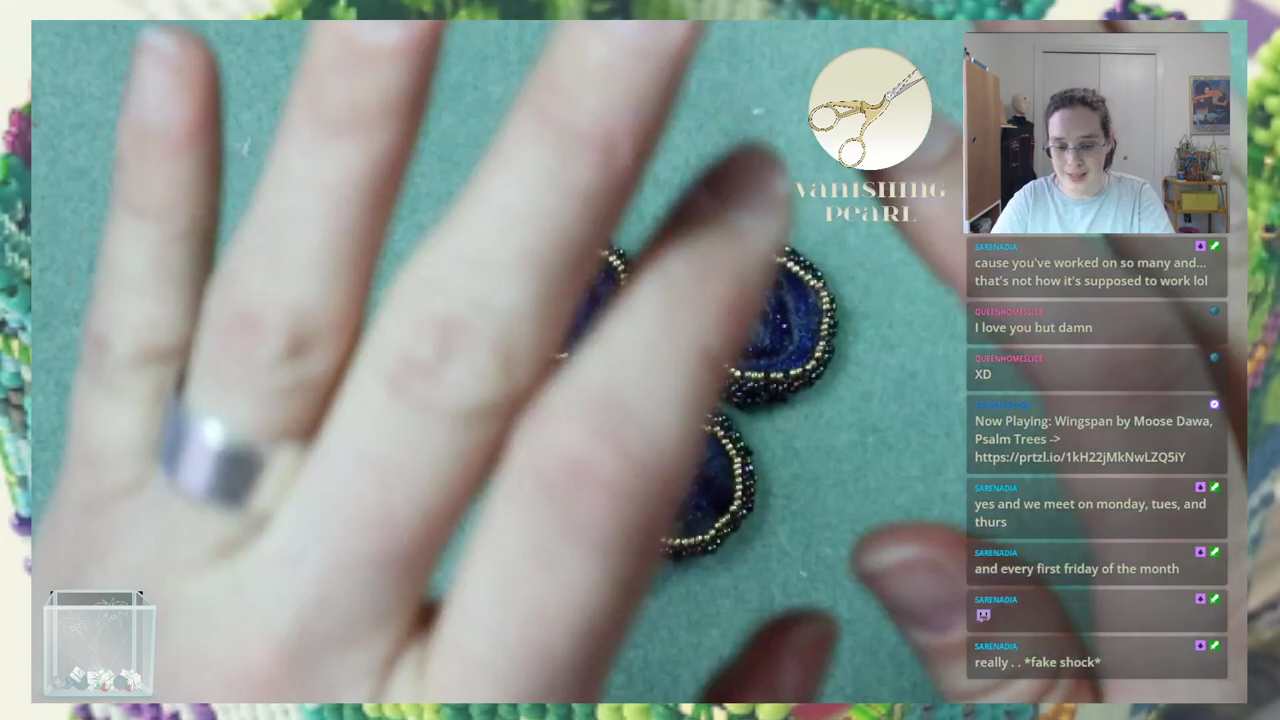 VANISHING
PEARL
SARENADIA
cause you've worked on so many and...
that's not how it's supposed to work lol
QUEENHOMESLICE
I love you but damn
QUEENHOMESLICE
XD
Now Playing: Wingspan by Moose Dawa,
Psalm Trees ->
https://prtzl.io/1kH22jMkNwLZQ5iY
SARENADIA
yes and we meet on monday, tues, and
thurs
SARENADIA
and every first friday of the month
SARENADIA
SARENADIA
really . . *fake shock*